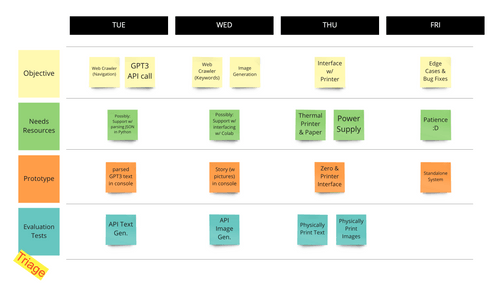 TUE
WED
THU
FRI
Objective
Web Crawler
(Navigation)
GPT3
API call
Web
Crawler
(Keywords)
Image
Generation
Interface
w/
Printer
Edge
Cases &
Bug Fixes
Needs
Resources
Possibly:
Support w/
parsing JSON
in Python
Possibly:
Support w/
interfacing
w/ Colab
Thermal
Printer
& Paper
Power
Supply
Patience
:D
Prototype
parsed
GPT3 text
in console
Story (w
pictures)
in console
Zero &
Printer
Interface
Standalone
System
Evaluation
Tests
API Text
Gen.
API
Image
Gen.
Physically
Print Text
Physically
Print
Images
Triage